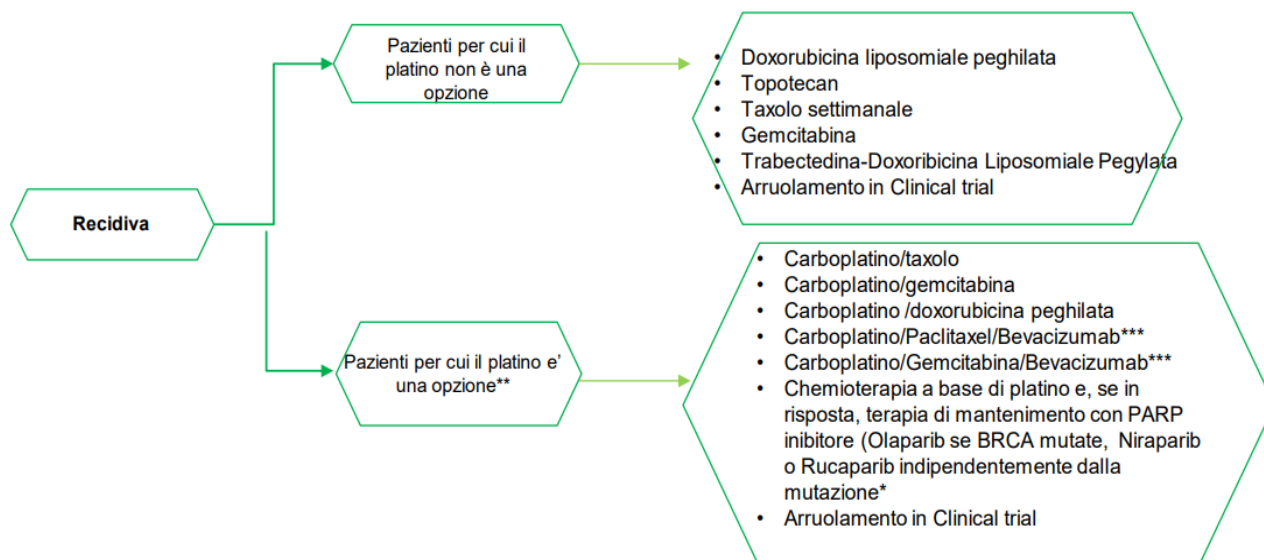 Recidiva
Pazienti per cui il
platino non è una
opzione
• Doxorubicina liposomiale peghilata
• Topotecan
• Taxolo settimanale
• Gemcitabina
• Trabectedina-Doxoribicina Liposomiale Pegylata
• Arruolamento in Clinical trial
Pazienti per cui il platino e'
una opzione**
• Carboplatino/taxolo
• Carboplatino/gemcitabina
• Carboplatino /doxorubicina peghilata
• Carboplatino/Paclitaxel/Bevacizumab***
• Carboplatino/Gemcitabina/Bevacizumab***
• Chemioterapia a base di platino e, se in
risposta, terapia di mantenimento con PARP
inibitore (Olaparib se BRCA mutate, Niraparib
o Rucaparib indipendentemente dalla
mutazione*
• Arruolamento in Clinical trial